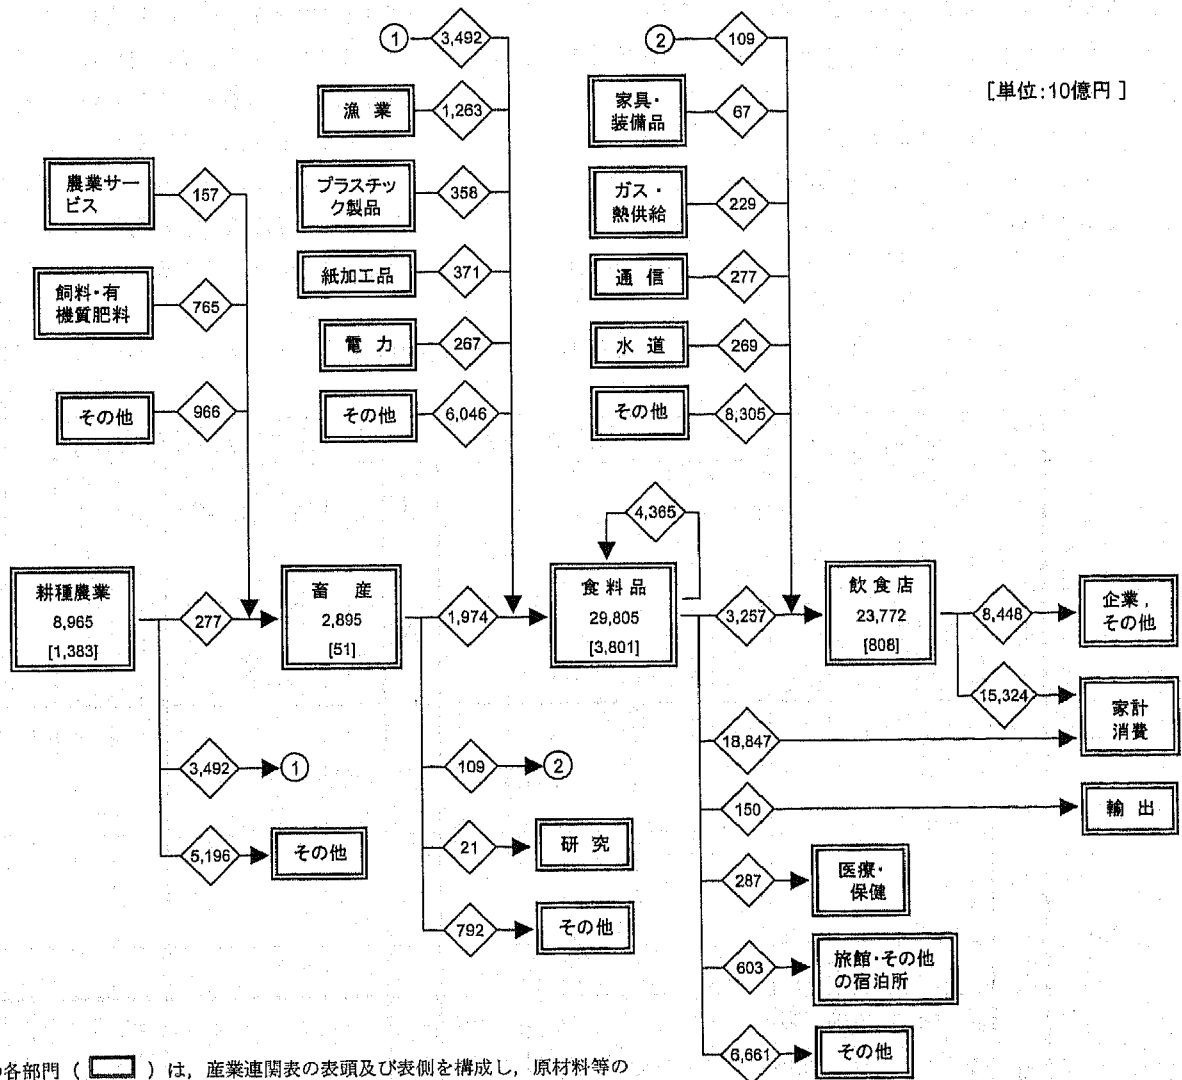 ① 3,492
② 109
[単位:10億円 ]
漁 業
1,263
家具・
装備品
67
農業サー
ビス
157
プラスチッ
ク製品
358
ガス・
熱供給
229
紙加工品
371
通 信
277
飼料・有
機質肥料
765
電 力
267
水 道
269
その他
966
その他
6,046
その他
8,305
4,365
耕種農業
8,965
[1,383]
277
畜 産
2,895
[51]
1,974
食 料 品
29,805
[3,801]
3,257
飲 食 店
23,772
[808]
8,448
企業,
その他
15,324
家計
消費
18,847
3,492
①
109
②
150
輸 出
5,196
その他
21
研 究
287
医療・
保健
792
その他
603
旅館・その他
の宿泊所
6,661
その他
各部門 ( ) は,産業連関表の表頭及び表側を構成し,原材料等の